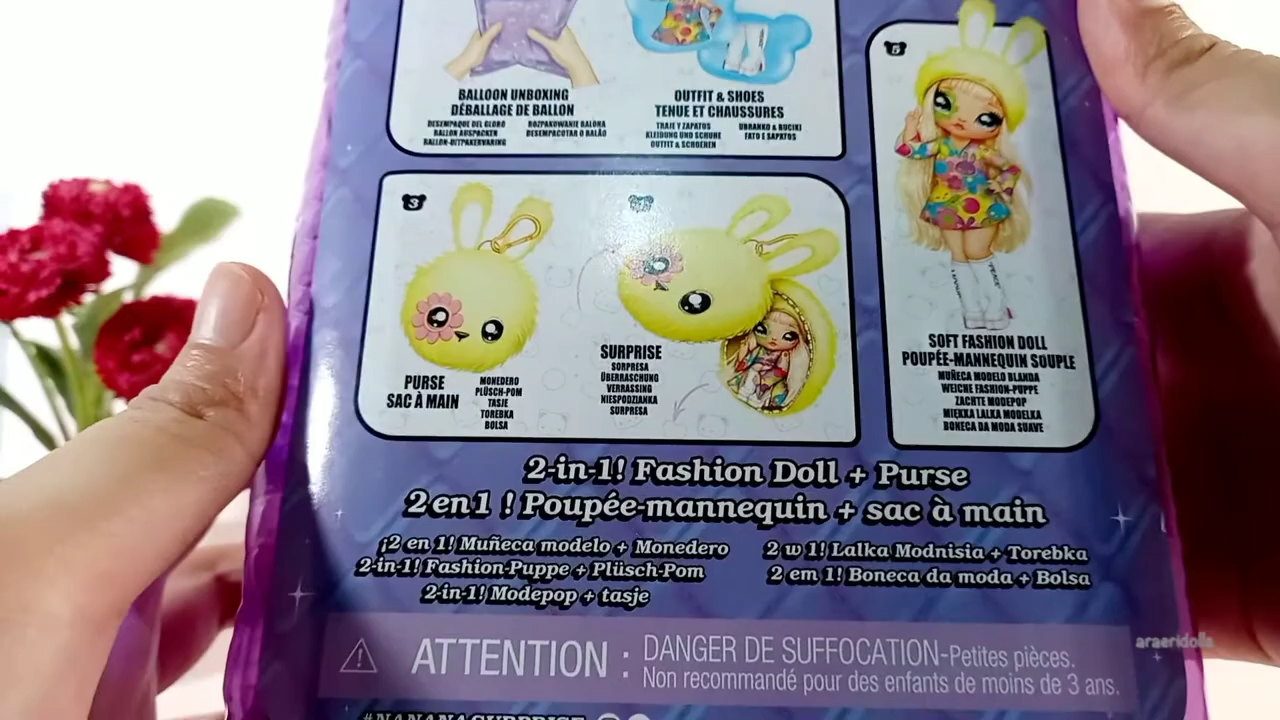 BALLOON UNBOXING
DÉBALLAGE DE BALLON
DESEMPAQUE DEL GLOBO
BALLON AUSPACKEN
BALLON-UITPAKERVARING
ROZPAKOWANIE BALONA
DESEMPACOTAR O BALÃO
OUTFIT & SHOES
TENUE ET CHAUSSURES
TRAJE Y ZAPATOS
KLEIDUNG UND SCHUHE
OUTFIT & SCHOENEN
UBRANKO & BUCIKI
FATO E SAPATOS
3
PURSE
SAC À MAIN
MONEDERO
PLÜSCH-POM
TASJE
TOREBKA
BOLSA
SURPRISE
SORPRESA
ÜBERRASCHUNG
VERRASSING
NIESPODZIANKA
SURPRESA
5
SOFT FASHION DOLL
POUPÉE-MANNEQUIN SOUPLE
MUÑECA MODELO BLANDA
WEICHE FASHION-PUPPE
ZACHTE MODEPOP
MIĘKKA LALKA MODELKA
BONECA DA MODA SUAVE
2-in-1! Fashion Doll + Purse
2 en 1 ! Poupée-mannequin + sac à main
¡2 en 1! Muñeca modelo + Monedero
2-in-1! Fashion-Puppe + Plüsch-Pom
2-in-1! Modepop + tasje
2 w 1! Lalka Modnisia + Torebka
2 em 1! Boneca da moda + Bolsa
ATTENTION : DANGER DE SUFFOCATION-Petites pièces.
Non recommandé pour des enfants de moins de 3 ans.
#NANANASURPRISE
araeridolls